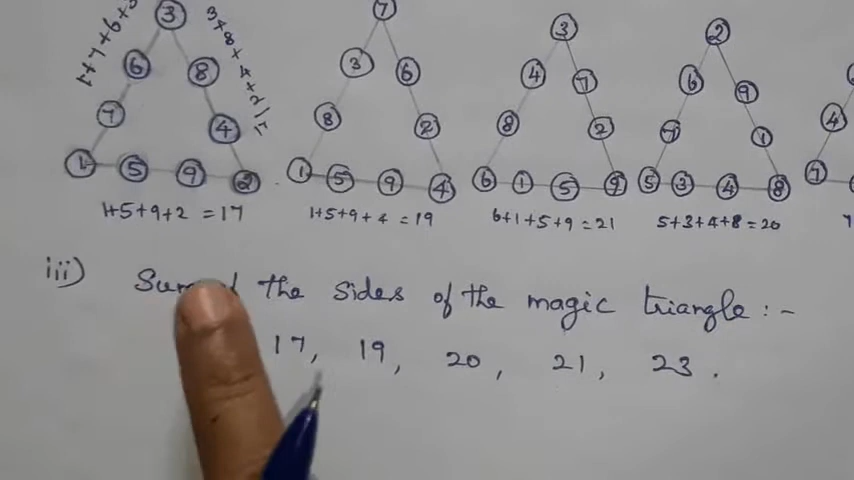 3 7 3 2
1+7+6+3
3+8+4+2/17
6 8 3 6 4 7 6 9
7 4 8 2 8 2 7 1 4
1 5 9 2 1 5 9 4 6 1 5 9 5 3 4 8 7
1+5+9+2 =17 1+5+9+4 = 19 6+1+5+9 = 21 5+3+4+8 = 20
iii) the sides of the magic triangle : -
17, 19, 20, 21, 23.